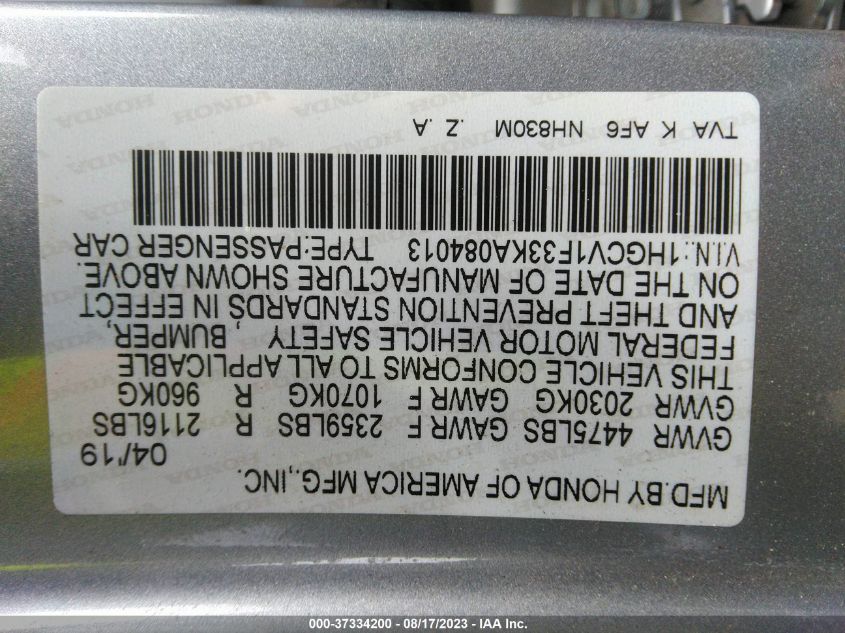 MFD.BY HONDA OF AMERICA MFG.,INC.
04/'19
GVWR 4475LBS GAWR F 2359LBS R 2116LBS
GVWR 2030KG GAWR F 1070KG R 960KG
THIS VEHICLE CONFORMS TO ALL APPLICABLE
FEDERAL MOTOR VEHICLE SAFETY , BUMPER,
AND THEFT PREVENTION STANDARDS IN EFFECT
ON THE DATE OF MANUFACTURE SHOWN ABOVE.
V.I.N.:1HGCV1F33KA084013 TYPE:PASSENGER CAR
TVA K AF6 NH830M .Z .A
000-37334200 - 08/17/2023 - IAA Inc.